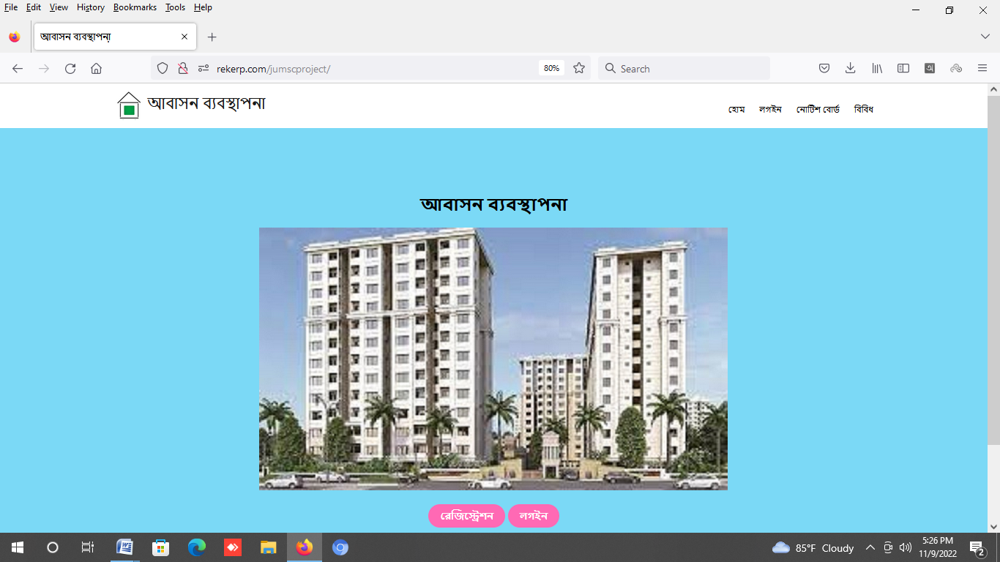 File Edit View History Bookmarks Tools Help
আবাসন ব্যবস্থাপনা
rekerp.com/jumscproject/ 80% Search
আবাসন ব্যবস্থাপনা
হোম লগইন নোটিশ বোর্ড বিবিধ
আবাসন ব্যবস্থাপনা
রেজিস্ট্রেশন লগইন
85°F Cloudy
5:26 PM
11/9/2022
2